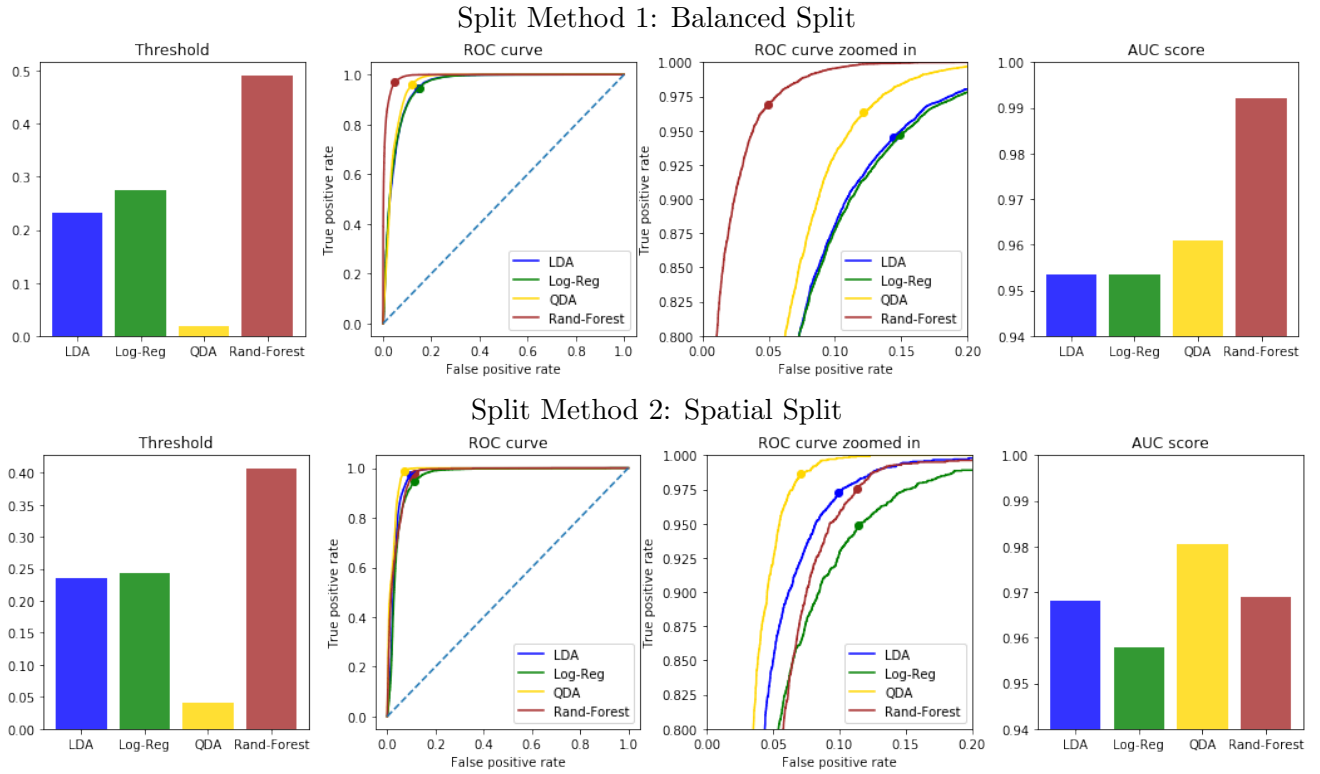 Split Method 1: Balanced Split
Threshold
0.5
0.4
0.3
0.2
0.1
0.0
LDA
Log-Reg
QDA
Rand-Forest
ROC curve
True positive rate
1.0
0.8
0.6
0.4
0.2
0.0
LDA
Log-Reg
QDA
Rand-Forest
0.0 0.2 0.4 0.6 0.8 1.0
False positive rate
ROC curve zoomed in
True positive rate
1.000
0.975
0.950
0.925
0.900
0.875
0.850
0.825
0.800
LDA
Log-Reg
QDA
Rand-Forest
0.00 0.05 0.10 0.15 0.20
False positive rate
AUC score
1.00
0.99
0.98
0.97
0.96
0.95
0.94
LDA
Log-Reg
QDA
Rand-Forest
Split Method 2: Spatial Split
Threshold
0.40
0.35
0.30
0.25
0.20
0.15
0.10
0.05
0.00
LDA
Log-Reg
QDA
Rand-Forest
ROC curve
True positive rate
1.0
0.8
0.6
0.4
0.2
0.0
LDA
Log-Reg
QDA
Rand-Forest
0.0 0.2 0.4 0.6 0.8 1.0
False positive rate
ROC curve zoomed in
True positive rate
1.000
0.975
0.950
0.925
0.900
0.875
0.850
0.825
0.800
LDA
Log-Reg
QDA
Rand-Forest
0.00 0.05 0.10 0.15 0.20
False positive rate
AUC score
1.00
0.99
0.98
0.97
0.96
0.95
0.94
LDA
Log-Reg
QDA
Rand-Forest